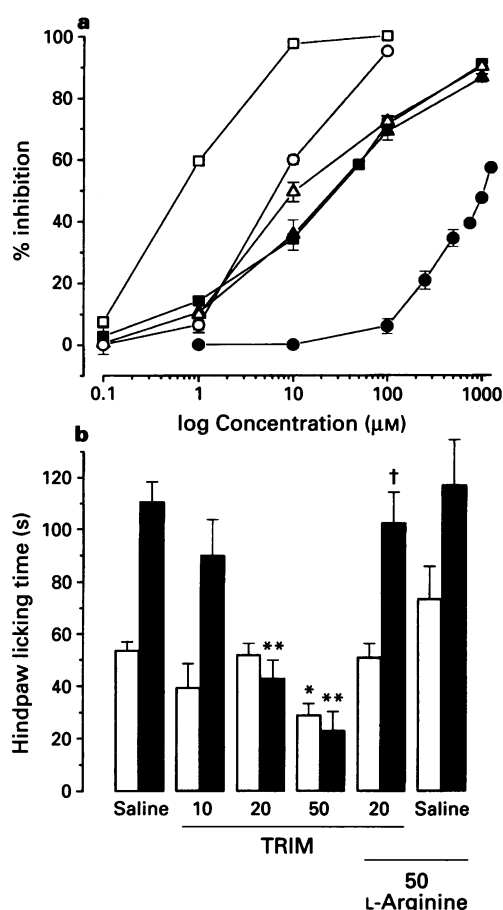 a
100
80
60
40
20
0
% inhibition
0.1 1 10 100 1000
log Concentration (μM)
b
120
100
80
60
40
20
0
Hindpaw licking time (s)
**
*
**
†
Saline 10 20 50 20 Saline
TRIM
50
L-Arginine